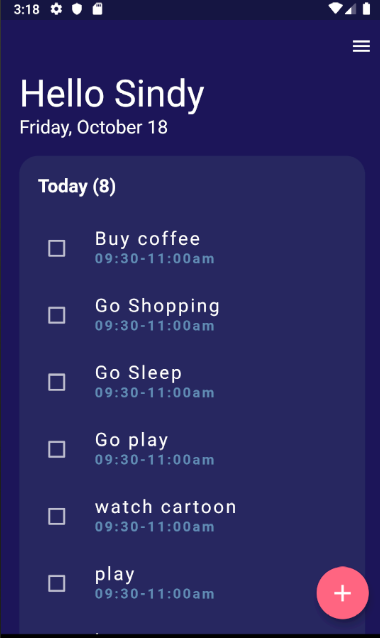 3:18
Hello Sindy
Friday, October 18
Today (8)
Buy coffee
09:30-11:00am
Go Shopping
09:30-11:00am
Go Sleep
09:30-11:00am
Go play
09:30-11:00am
watch cartoon
09:30-11:00am
play
09:30-11:00am